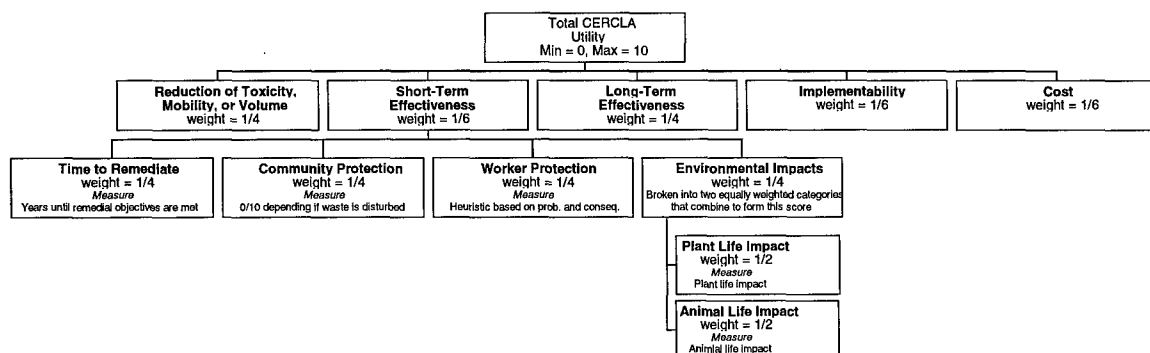 Total CERCLA
Utility
Min = 0, Max = 10
Reduction of Toxicity,
Mobility, or Volume
weight = 1/4
Short-Term
Effectiveness
weight = 1/6
Long-Term
Effectiveness
weight = 1/4
Implementability
weight = 1/6
Cost
weight = 1/6
Time to Remediate
weight = 1/4
Measure
Years until remedial objectives are met
Community Protection
weight = 1/4
Measure
0/10 depending if waste is disturbed
Worker Protection
weight = 1/4
Measure
Heuristic based on prob. and conseq.
Environmental Impacts
weight = 1/4
Broken into two equally weighted categories
that combine to form this score
Plant Life Impact
weight = 1/2
Measure
Plant life impact
Animal Life Impact
weight = 1/2
Measure
Animial life impact